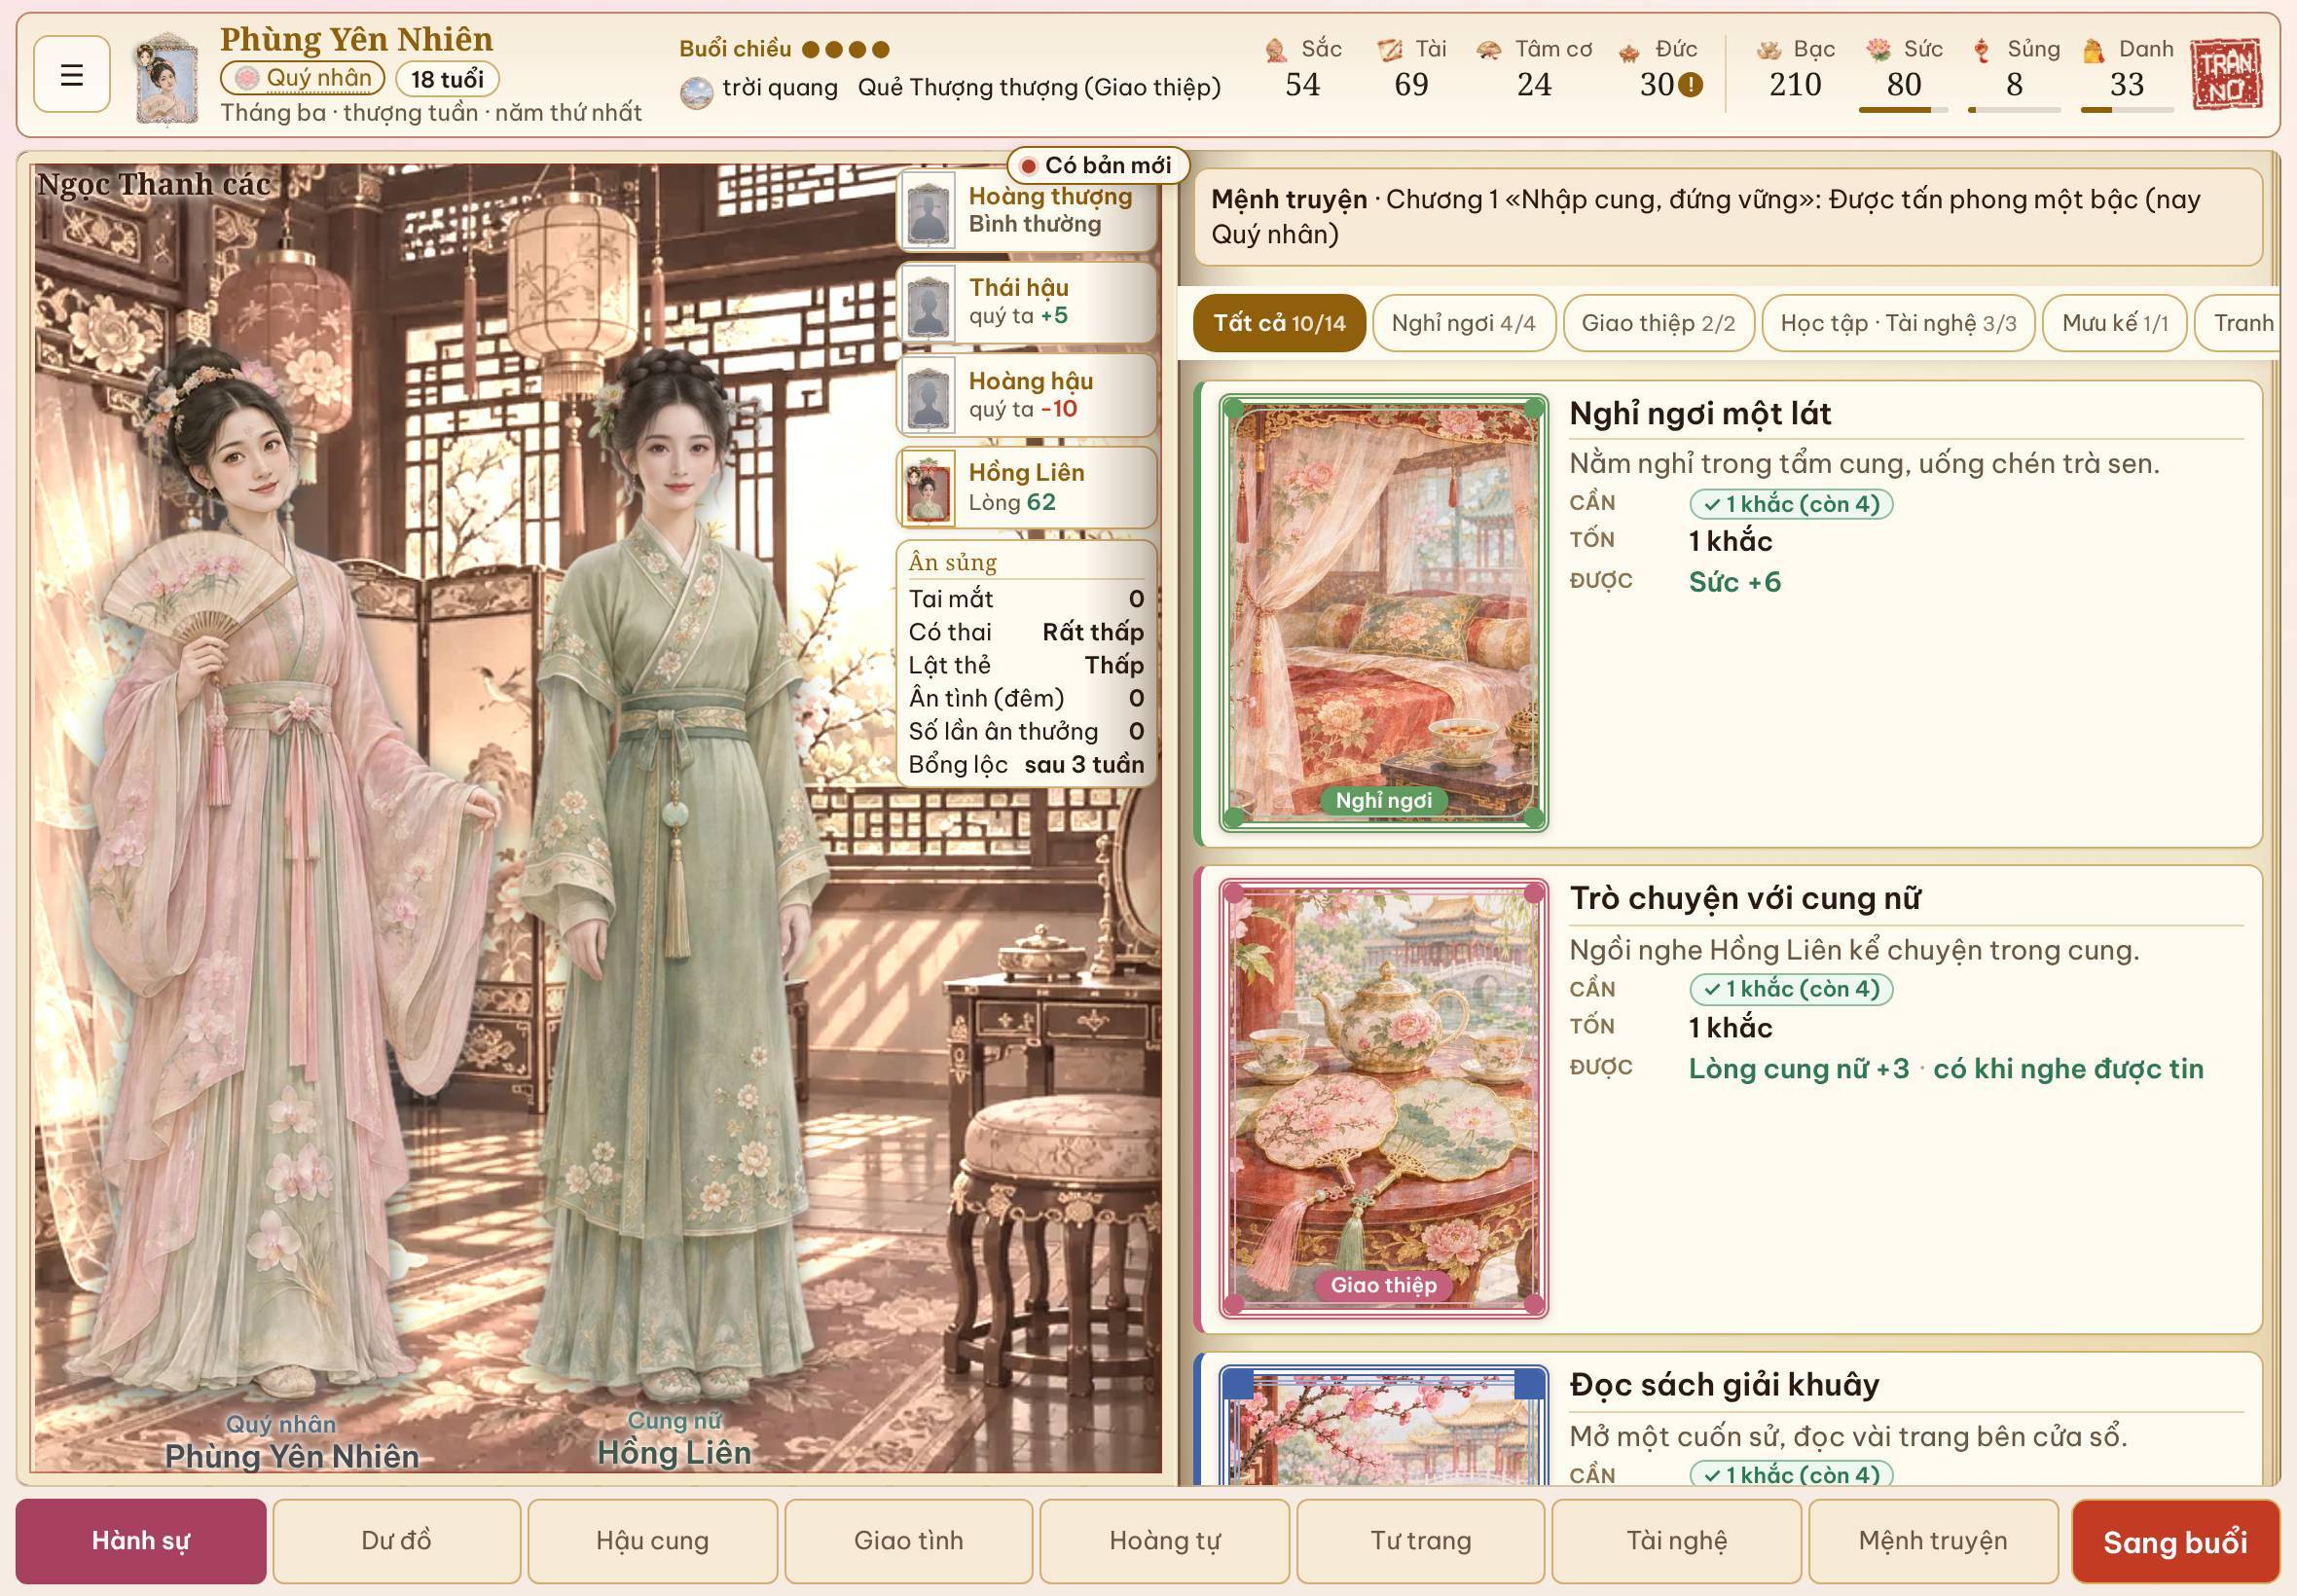 ☰
Phùng Yên Nhiên
Quý nhân 18 tuổi
Tháng ba · thượng tuần · năm thứ nhất
Buổi chiều
trời quang Quẻ Thượng thượng (Giao thiệp)
Sắc 54
Tài 69
Tâm cơ 24
Đức 30 !
Bạc 210
Sức 80
Sủng 8
Danh 33
TRÂN
NỮ
Có bản mới
Ngọc Thanh các
Hoàng thượng
Bình thường
Thái hậu
quý ta +5
Hoàng hậu
quý ta -10
Hồng Liên
Lòng 62
Ân sủng
Tai mắt 0
Có thai Rất thấp
Lật thẻ Thấp
Ân tình (đêm) 0
Số lần ân thưởng 0
Bổng lộc sau 3 tuần
Quý nhân
Phùng Yên Nhiên
Cung nữ
Hồng Liên
Mệnh truyện · Chương 1 «Nhập cung, đứng vững»: Được tấn phong một bậc (nay
Quý nhân)
Tất cả 10/14 Nghỉ ngơi 4/4 Giao thiệp 2/2 Học tập · Tài nghệ 3/3 Mưu kế 1/1 Tranh
Nghỉ ngơi
Nghỉ ngơi một lát
Nằm nghỉ trong tẩm cung, uống chén trà sen.
CẦN ✓ 1 khắc (còn 4)
TỐN 1 khắc
ĐƯỢC Sức +6
Giao thiệp
Trò chuyện với cung nữ
Ngồi nghe Hồng Liên kể chuyện trong cung.
CẦN ✓ 1 khắc (còn 4)
TỐN 1 khắc
ĐƯỢC Lòng cung nữ +3 · có khi nghe được tin
Đọc sách giải khuây
Mở một cuốn sử, đọc vài trang bên cửa sổ.
CẦN ✓ 1 khắc (còn 4)
Hành sự Dư đồ Hậu cung Giao tình Hoàng tự Tư trang Tài nghệ Mệnh truyện Sang buổi